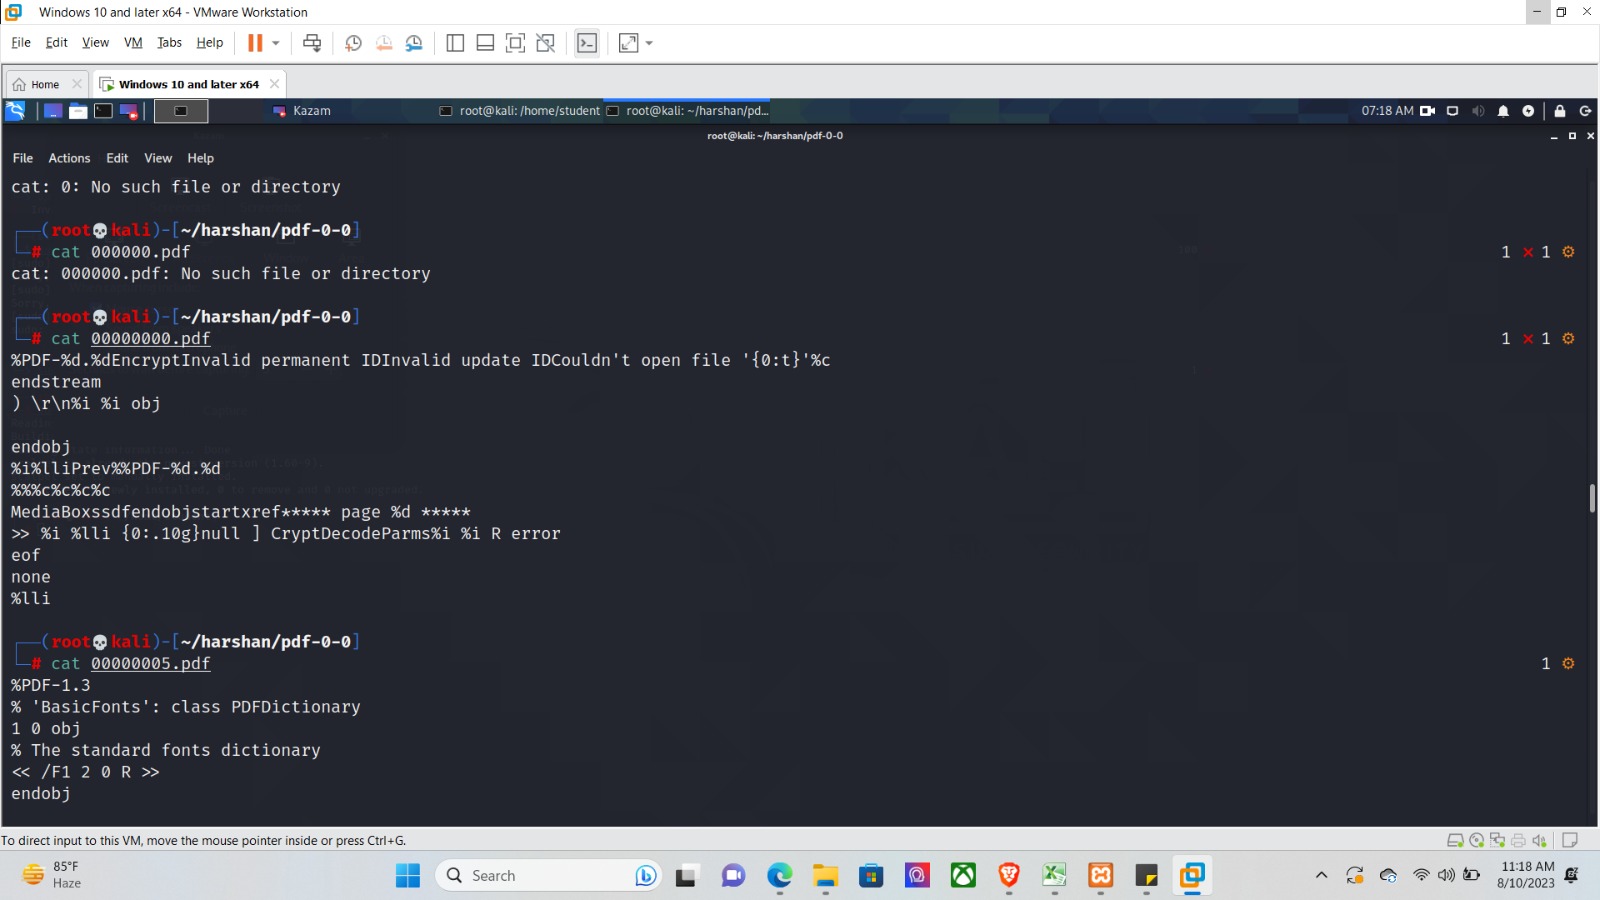 Windows 10 and later x64 - VMware Workstation
File Edit View VM Tabs Help
Home Windows 10 and later x64
Kazam root@kali: /home/student root@kali: ~/harshan/pd... 07:18 AM
root@kali: ~/harshan/pdf-0-0
File Actions Edit View Help
cat: 0: No such file or directory
(root💀kali)-[~/harshan/pdf-0-0]
# cat 000000.pdf 1 ⨯ 1 ⚙
cat: 000000.pdf: No such file or directory
(root💀kali)-[~/harshan/pdf-0-0]
# cat 00000000.pdf 1 ⨯ 1 ⚙
%PDF-%d.%dEncryptInvalid permanent IDInvalid update IDCouldn't open file '{0:t}'%c
endstream
) \r\n%i %i obj
endobj
%i%lliPrev%%PDF-%d.%d
%%%c%c%c%c
MediaBoxssdfendobjstartxref***** page %d *****
>> %i %lli {0:.10g}null ] CryptDecodeParms%i %i R error
eof
none
%lli
(root💀kali)-[~/harshan/pdf-0-0]
# cat 00000005.pdf 1 ⚙
%PDF-1.3
% 'BasicFonts': class PDFDictionary
1 0 obj
% The standard fonts dictionary
<< /F1 2 0 R >>
endobj
To direct input to this VM, move the mouse pointer inside or press Ctrl+G.
85°F
Haze
Search
11:18 AM
8/10/2023